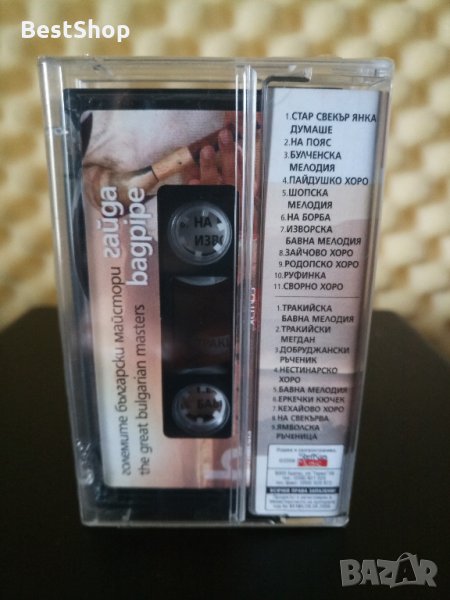 BestShop
големите български майстори
the great bulgarian masters
гайда
bagpipe
6. НА
ИЗВО
1.СТАР СВЕКЪР ЯНКА
ДУМАШЕ
2.НА ПОЯС
3.БУЛЧЕНСКА
МЕЛОДИЯ
4.ПАЙДУШКО ХОРО
5.ШОПСКА
МЕЛОДИЯ
6.НА БОРБА
7.ИЗВОРСКА
БАВНА МЕЛОДИЯ
8.ЗАЙЧОВО ХОРО
9.РОДОПСКО ХОРО
10.РУФИНКА
11.СВОРНО ХОРО
1.ТРАКИЙСКА
БАВНА МЕЛОДИЯ
2.ТРАКИЙСКИ
МЕГДАН
3.ДОБРУДЖАНСКИ
РЪЧЕНИК
4.НЕСТИНАРСКО
ХОРО
5.БАВНА МЕЛОДИЯ
6.ЕРКЕЧКИ КЮЧЕК
7.КЕХАЙОВО ХОРО
8.НА СВЕКЪРВА
9.ЯМБОЛСКА
РЪЧЕНИЦА
ВСИЧКИ ПРАВА ЗАПАЗЕНИ!
BAZAR